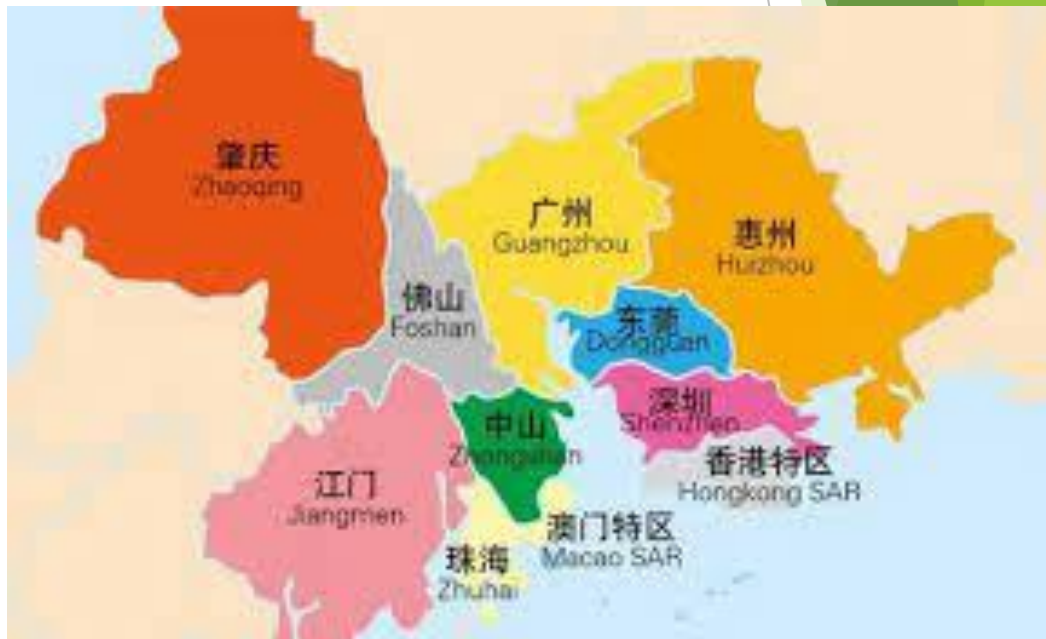 肇庆
Zhaoqing
广州
Guangzhou
惠州
Huizhou
佛山
Foshan
东莞
Dongguan
深圳
Shenzhen
中山
Zhongshan
香港特区
Hongkong SAR
江门
Jiangmen
澳门特区
Macao SAR
珠海
Zhuhai